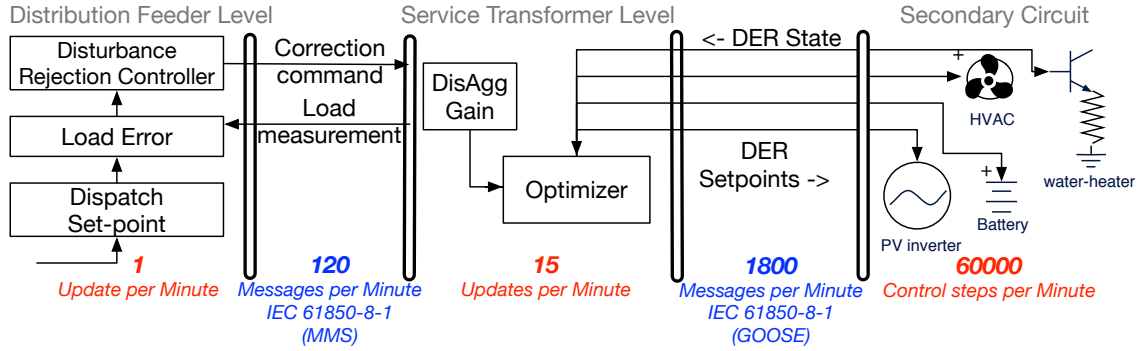 Distribution Feeder Level
Service Transformer Level
Secondary Circuit
Disturbance
Rejection Controller
Load Error
Dispatch
Set-point
Correction
command
Load
measurement
DisAgg
Gain
Optimizer
<- DER State
DER
Setpoints ->
+
HVAC
water-heater
+
Battery
PV inverter
1
Update per Minute
120
Messages per Minute
IEC 61850-8-1
(MMS)
15
Updates per Minute
1800
Messages per Minute
IEC 61850-8-1
(GOOSE)
60000
Control steps per Minute